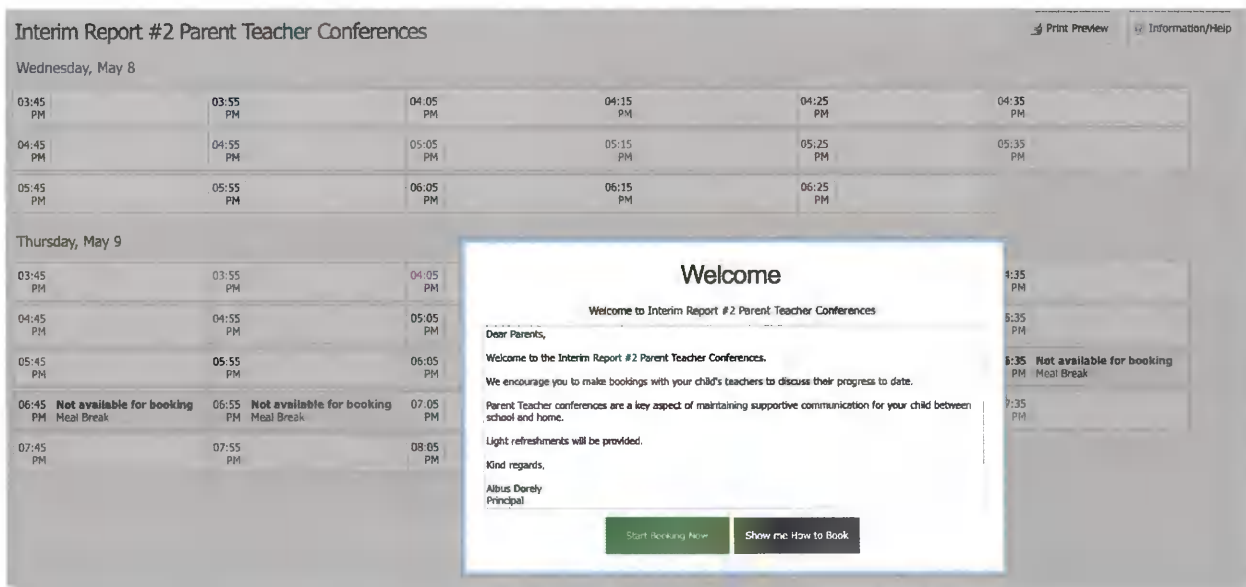 Interim Report #2 Parent Teacher Conferences
Print Preview Information/Help
Wednesday, May 8
03:45 PM 03:55 PM 04:05 PM 04:15 PM 04:25 PM 04:35 PM
04:45 PM 04:55 PM 05:05 PM 05:15 PM 05:25 PM 05:35 PM
05:45 PM 05:55 PM 06:05 PM 06:15 PM 06:25 PM
Thursday, May 9
03:45 PM 03:55 PM 04:05 PM 4:35 PM
04:45 PM 04:55 PM 05:05 PM 5:35 PM
05:45 PM 05:55 PM 06:05 PM 6:35 PM Not available for booking Meal Break
06:45 PM Not available for booking Meal Break 06:55 PM Not available for booking Meal Break 07:05 PM 7:35 PM
07:45 PM 07:55 PM 08:05 PM
Welcome
Welcome to Interim Report #2 Parent Teacher Conferences
Dear Parents,
Welcome to the Interim Report #2 Parent Teacher Conferences.
We encourage you to make bookings with your child's teachers to discuss their progress to date.
Parent Teacher conferences are a key aspect of maintaining supportive communication for your child between
school and home.
Light refreshments will be provided.
Kind regards,
Albus Dorely
Principal
Start Booking Now Show me How to Book